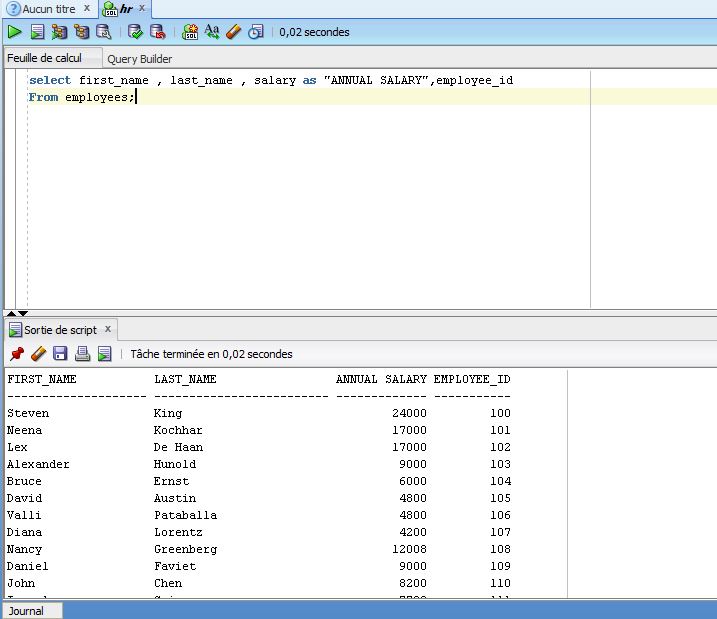 Aucun titre x hr x
0,02 secondes
Feuille de calcul Query Builder
select first_name , last_name , salary as "ANNUAL SALARY",employee_id
From employees;
Sortie de script x
Tâche terminée en 0,02 secondes
FIRST_NAME LAST_NAME ANNUAL SALARY EMPLOYEE_ID
-------------------- ------------------------- ------------- -----------
Steven King 24000 100
Neena Kochhar 17000 101
Lex De Haan 17000 102
Alexander Hunold 9000 103
Bruce Ernst 6000 104
David Austin 4800 105
Valli Pataballa 4800 106
Diana Lorentz 4200 107
Nancy Greenberg 12008 108
Daniel Faviet 9000 109
John Chen 8200 110
Journal